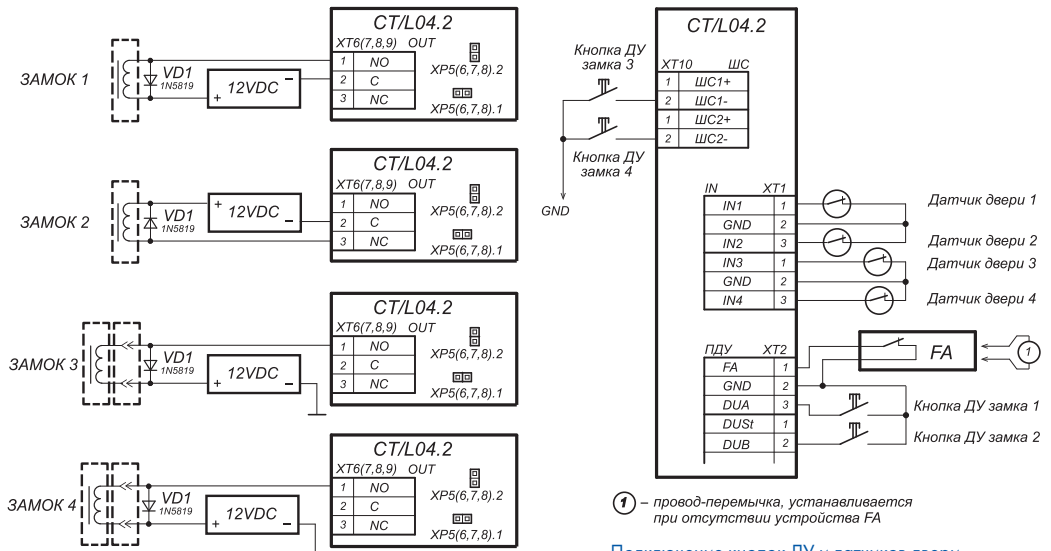 CT/L04.2
XT6(7,8,9) OUT
1 NO
2 C
3 NC
XP5(6,7,8).2
XP5(6,7,8).1
ЗАМОК 1
VD1
1N5819
12VDC
+ −
CT/L04.2
XT6(7,8,9) OUT
1 NO
2 C
3 NC
XP5(6,7,8).2
XP5(6,7,8).1
ЗАМОК 2
VD1
1N5819
+ 12VDC −
CT/L04.2
XT6(7,8,9) OUT
1 NO
2 C
3 NC
XP5(6,7,8).2
XP5(6,7,8).1
ЗАМОК 3
VD1
1N5819
+ 12VDC −
CT/L04.2
XT6(7,8,9) OUT
1 NO
2 C
3 NC
XP5(6,7,8).2
XP5(6,7,8).1
ЗАМОК 4
VD1
1N5819
+ 12VDC −
CT/L04.2
Кнопка ДУ
замка 3
XT10 ШС
1 ШС1+
2 ШС1-
1 ШС2+
2 ШС2-
Кнопка ДУ
замка 4
GND
IN XT1
IN1 1
GND 2
IN2 3
IN3 1
GND 2
IN4 3
Датчик двери 1
Датчик двери 2
Датчик двери 3
Датчик двери 4
ПДУ XT2
FA 1
GND 2
DUA 3
DUSt 1
DUB 2
FA
1
Кнопка ДУ замка 1
Кнопка ДУ замка 2
1 – провод-перемычка, устанавливается
при отсутствии устройства FA
Подключение кнопок ДУ и датчиков двери